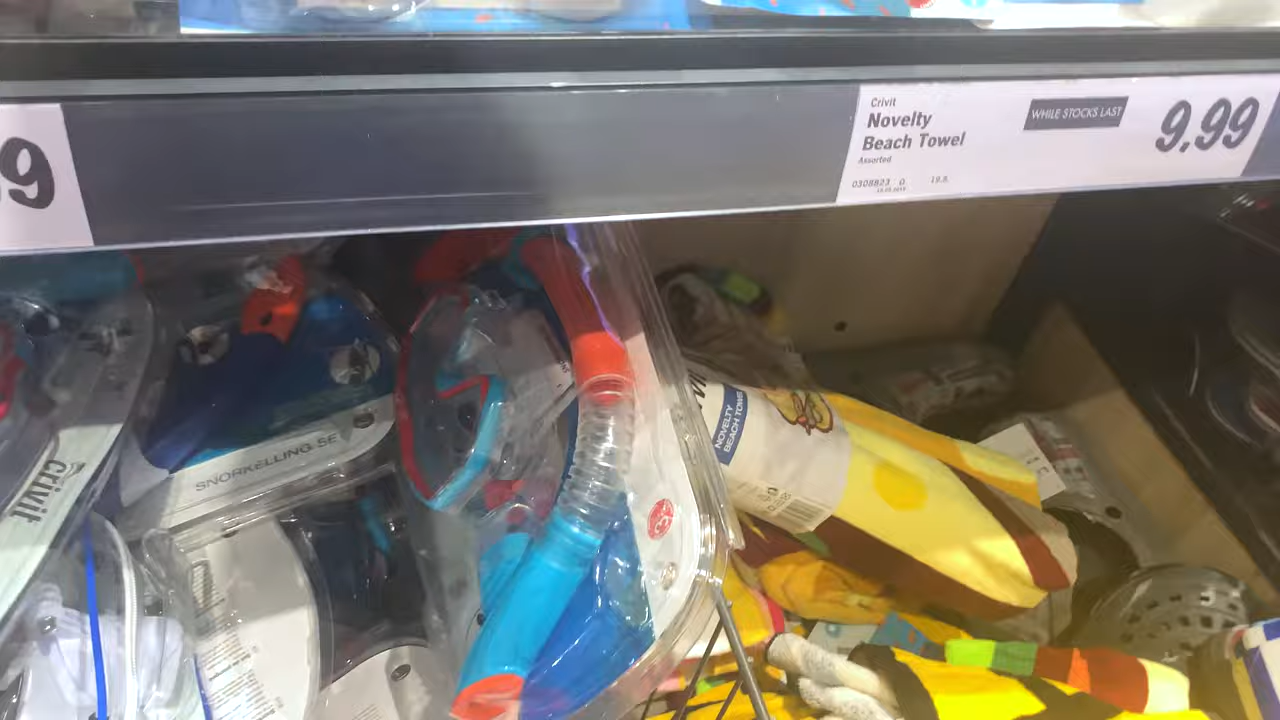 9
Crivit
Novelty
Beach Towel
Assorted
WHILE STOCKS LAST
9.99
0308823 0 19.8.
NOVELTY
BEACH TOWEL
SNORKELLING SE
crivit